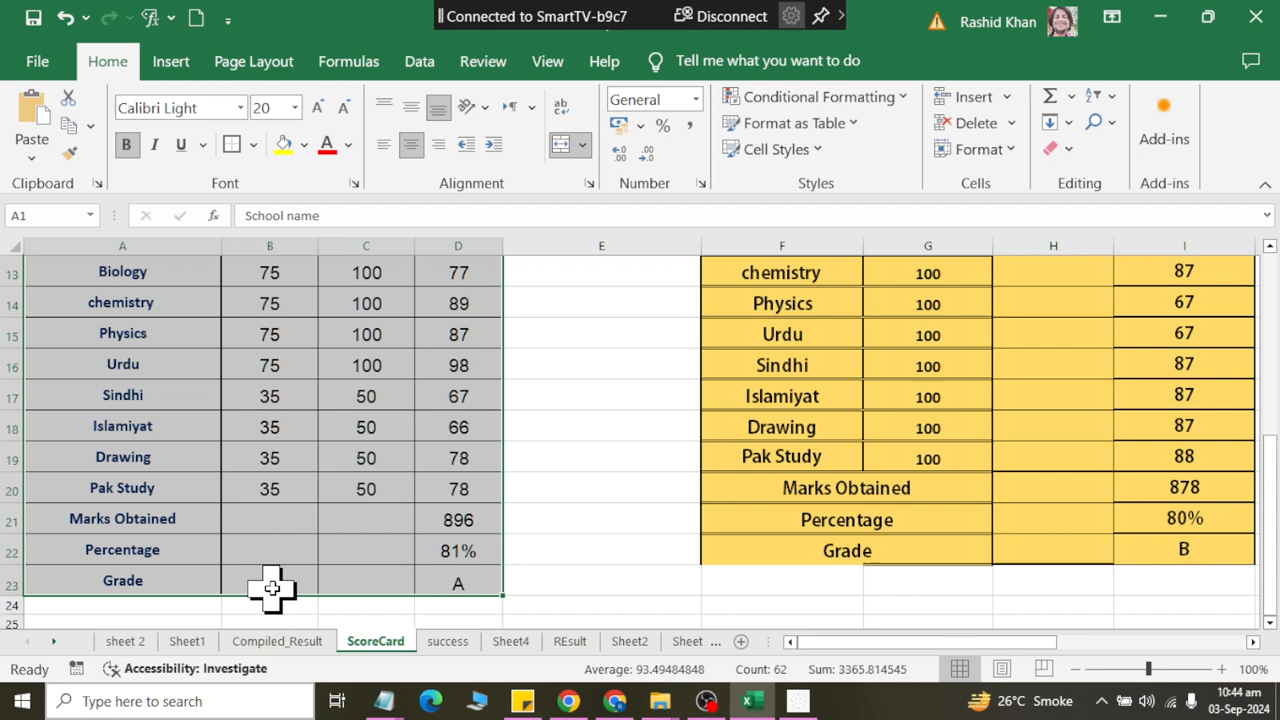 Connected to SmartTV-b9c7 Disconnect
Rashid Khan
File Home Insert Page Layout Formulas Data Review View Help Tell me what you want to do
Paste
Calibri Light 20
B I U A
ab
General
% ,
Conditional Formatting
Format as Table
Cell Styles
Insert
Delete
Format
Add-ins
Clipboard Font Alignment Number Styles Cells Editing Add-ins
A1 fx School name
A B C D E F G H I
13 Biology 75 100 77 chemistry 100 87
14 chemistry 75 100 89 Physics 100 67
15 Physics 75 100 87 Urdu 100 67
16 Urdu 75 100 98 Sindhi 100 87
17 Sindhi 35 50 67 Islamiyat 100 87
18 Islamiyat 35 50 66 Drawing 100 87
19 Drawing 35 50 78 Pak Study 100 88
20 Pak Study 35 50 78 Marks Obtained 878
21 Marks Obtained 896 Percentage 80%
22 Percentage 81% Grade B
23 Grade A
24
25
sheet 2 Sheet1 Compiled_Result ScoreCard success Sheet4 REsult Sheet2 Sheet ...
Ready Accessibility: Investigate Average: 93.49484848 Count: 62 Sum: 3365.814545 100%
Type here to search
26°C Smoke
10:44 am
03-Sep-2024